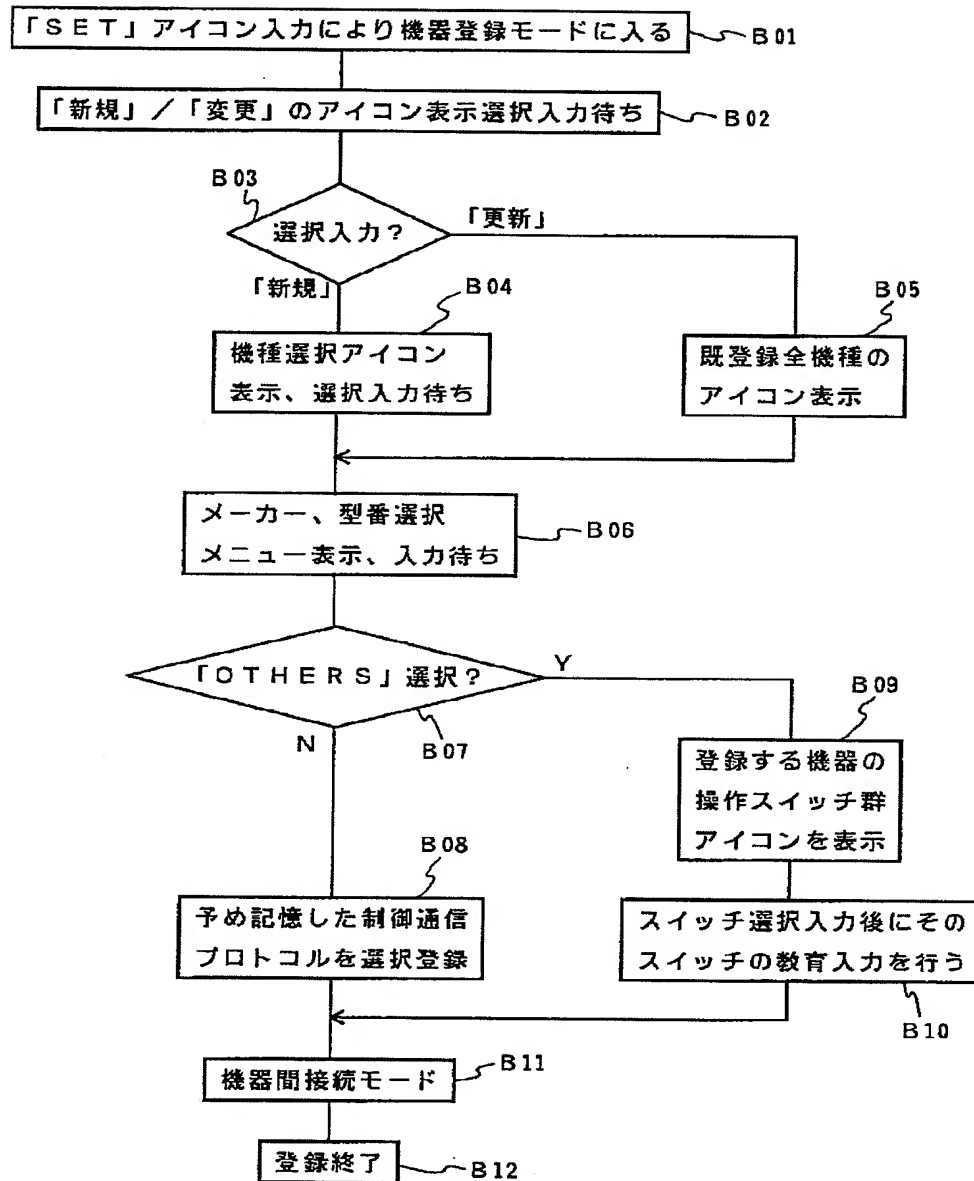 「SET」アイコン入力により機器登録モードに入る
B01
「新規」／「変更」のアイコン表示選択入力待ち
B02
B03
選択入力？
「更新」
「新規」
B04
機種選択アイコン
表示、選択入力待ち
B05
既登録全機種の
アイコン表示
メーカー、型番選択
メニュー表示、入力待ち
B06
「OTHERS」選択？
Y
N
B07
B09
登録する機器の
操作スイッチ群
アイコンを表示
B08
予め記憶した制御通信
プロトコルを選択登録
スイッチ選択入力後にその
スイッチの教育入力を行う
B10
機器間接続モード
B11
登録終了
B12